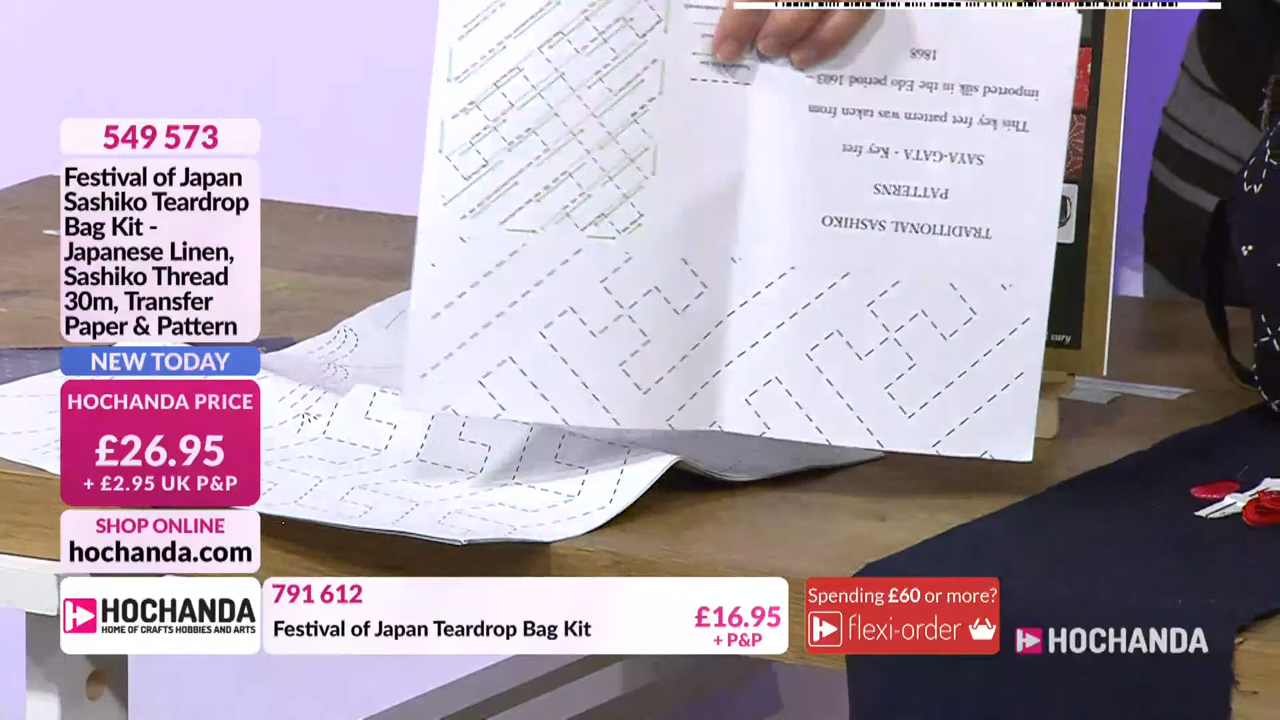 549 573
Festival of Japan
Sashiko Teardrop
Bag Kit -
Japanese Linen,
Sashiko Thread
30m, Transfer
Paper & Pattern
NEW TODAY
HOCHANDA PRICE
£26.95
+ £2.95 UK P&P
SHOP ONLINE
hochanda.com
TRADITIONAL SASHIKO
PATTERNS
SAYA-GATA - Key fret
This key fret pattern was taken from
imported silk in the Edo period 1603–
1868
HOCHANDA
HOME OF CRAFTS HOBBIES AND ARTS
791 612
Festival of Japan Teardrop Bag Kit
£16.95
+ P&P
Spending £60 or more?
flexi-order
HOCHANDA